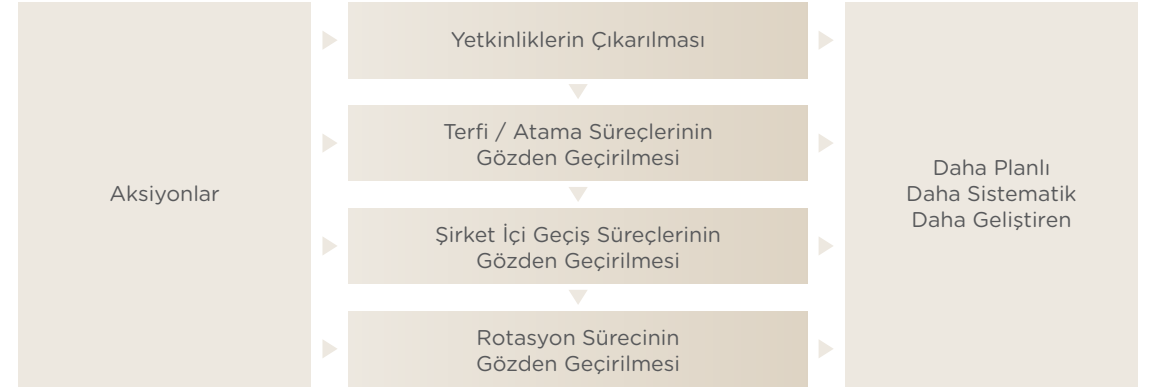 Aksiyonlar
Yetkinliklerin Çıkarılması
Terfi / Atama Süreçlerinin
Gözden Geçirilmesi
Şirket İçi Geçiş Süreçlerinin
Gözden Geçirilmesi
Rotasyon Sürecinin
Gözden Geçirilmesi
Daha Planlı
Daha Sistematik
Daha Geliştiren